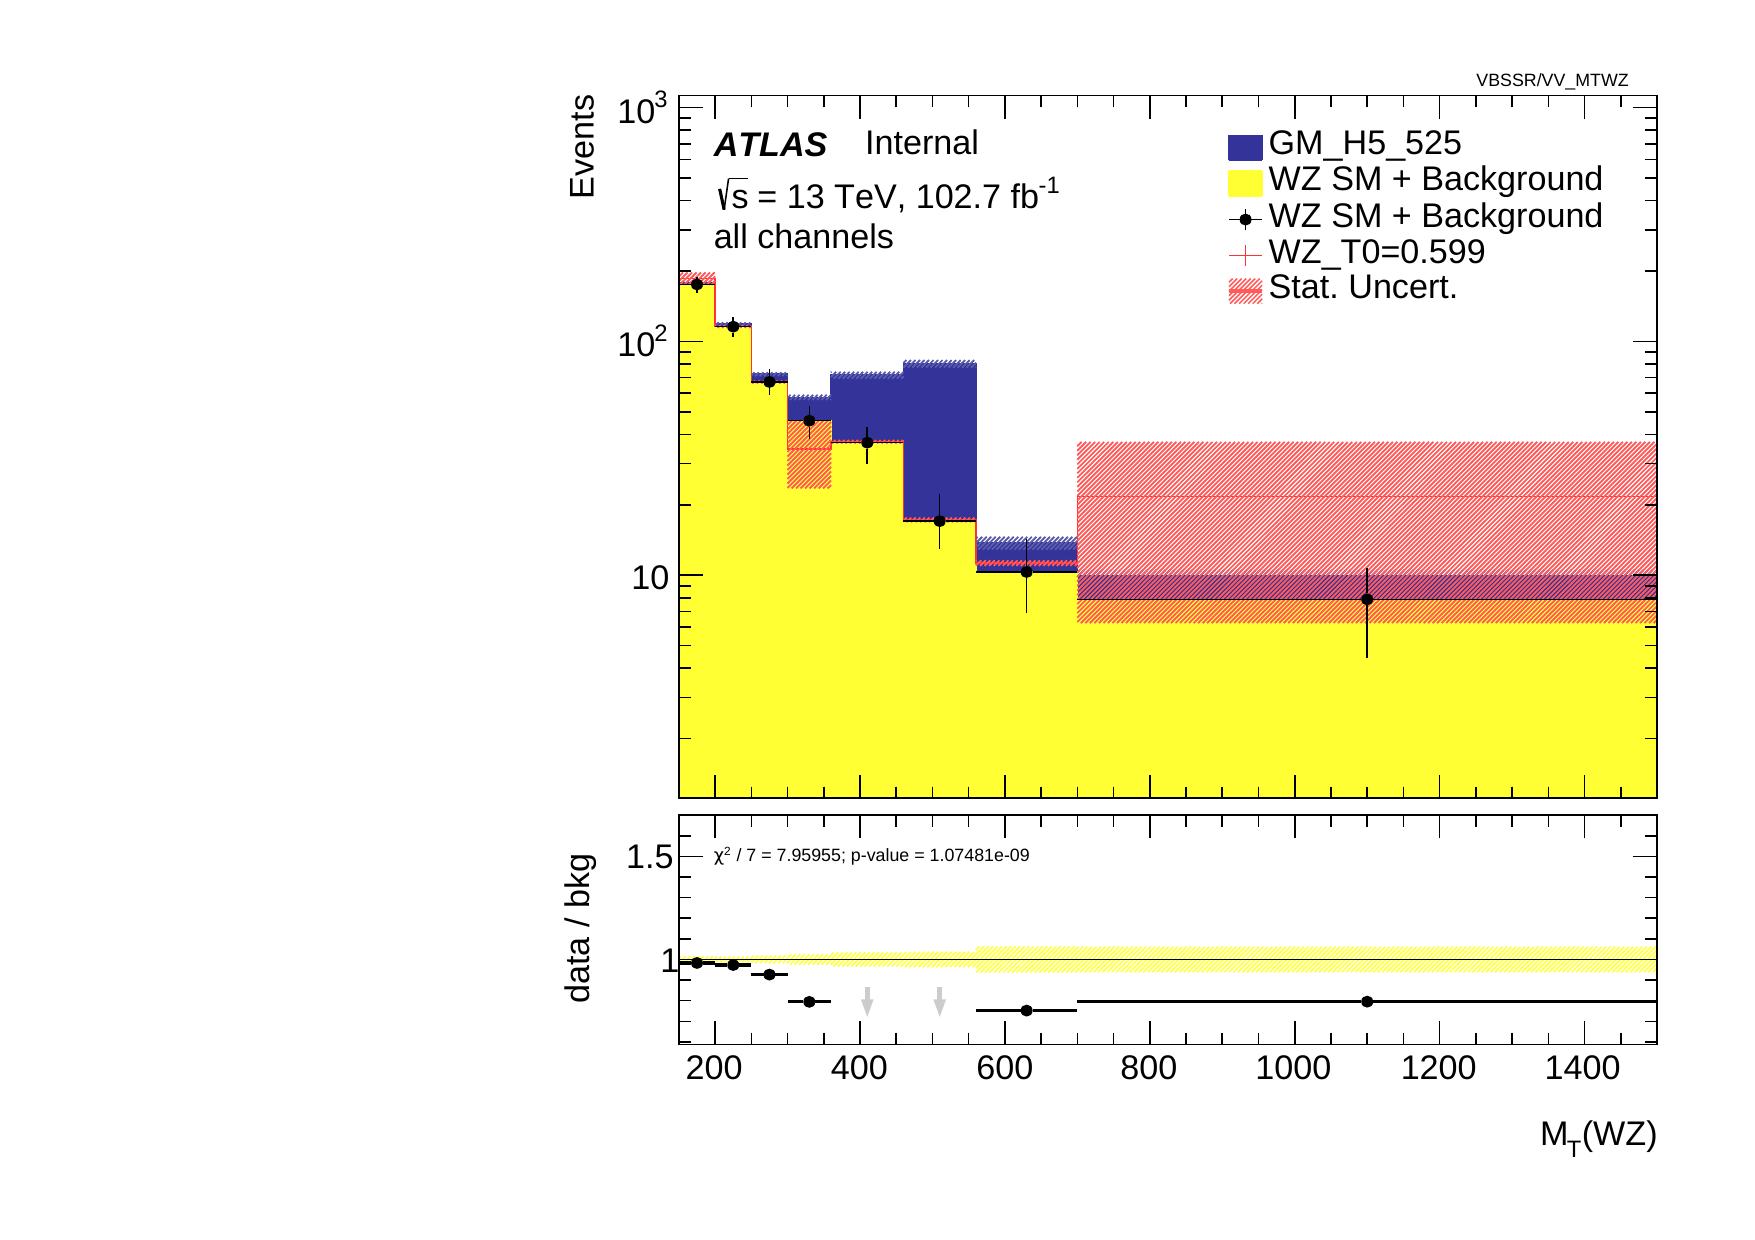 VBSSR/VV_MTWZ
Events
10³
10²
10
ATLAS Internal
√s = 13 TeV, 102.7 fb⁻¹
all channels
GM_H5_525
WZ SM + Background
WZ SM + Background
WZ_T0=0.599
Stat. Uncert.
data / bkg
1.5
1
χ² / 7 = 7.95955; p-value = 1.07481e-09
200 400 600 800 1000 1200 1400
M_T(WZ)